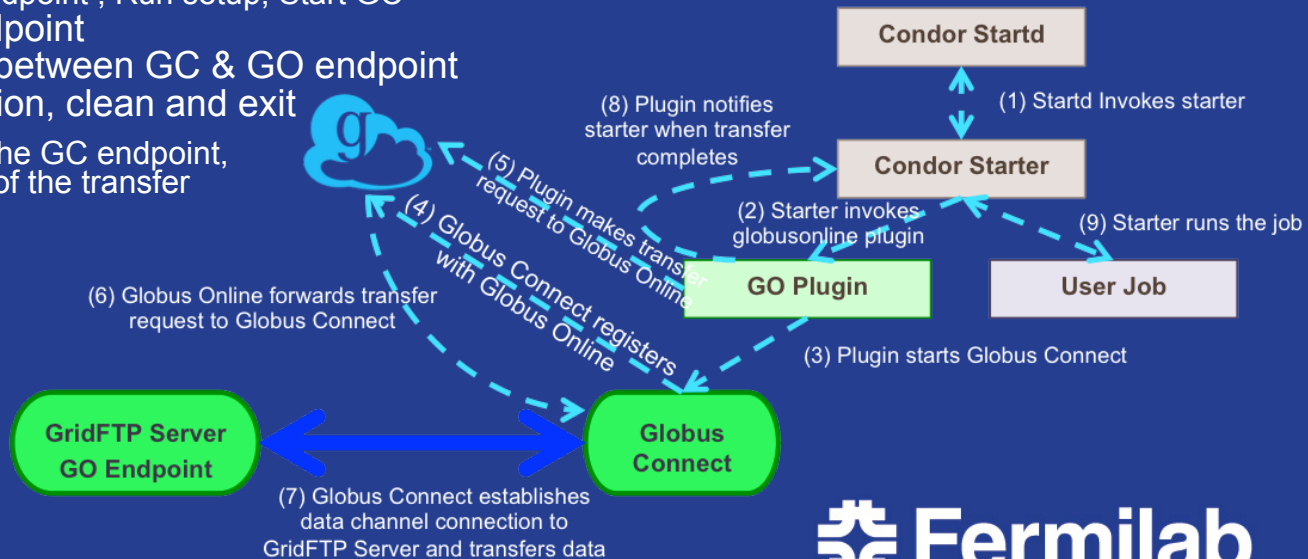 dpoint , Run setup, Start GC
dpoint
between GC & GO endpoint
ion, clean and exit
he GC endpoint,
of the transfer
g
Condor Startd
(1) Startd Invokes starter
Condor Starter
(8) Plugin notifies
starter when transfer
completes
(2) Starter invokes
globusonline plugin
(9) Starter runs the job
GO Plugin
User Job
(5) Plugin makes transfer
request to Globus Online
(4) Globus Connect registers
with Globus Online
(6) Globus Online forwards transfer
request to Globus Connect
(3) Plugin starts Globus Connect
GridFTP Server
GO Endpoint
Globus
Connect
(7) Globus Connect establishes
data channel connection to
GridFTP Server and transfers data
Fermilab